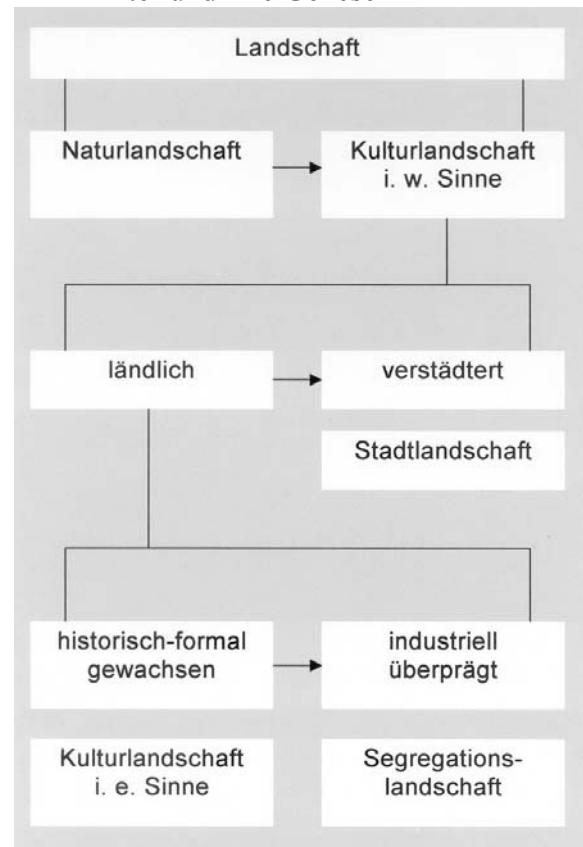 Landschaft
Naturlandschaft
Kulturlandschaft
i. w. Sinne
ländlich
verstädtert
Stadtlandschaft
historisch-formal
gewachsen
industriell
überprägt
Kulturlandschaft
i. e. Sinne
Segregations-
landschaft